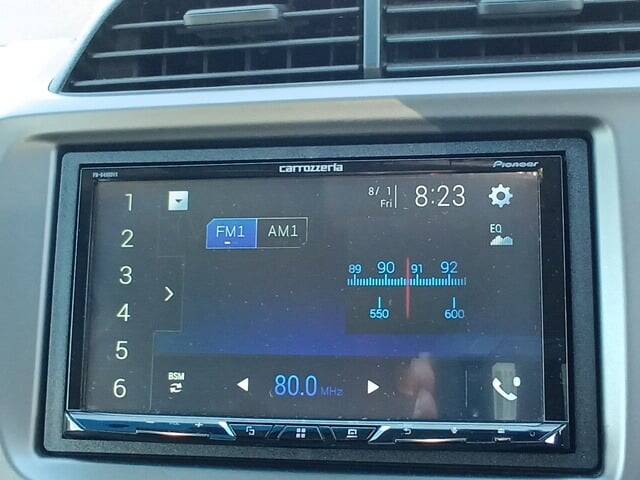 carrozzeria
Pioneer
8/ 1
Fri
8:23
1
2
3
4
5
6
FM1
AM1
EQ
89 90 91 92
550 600
BSM
80.0 MHz